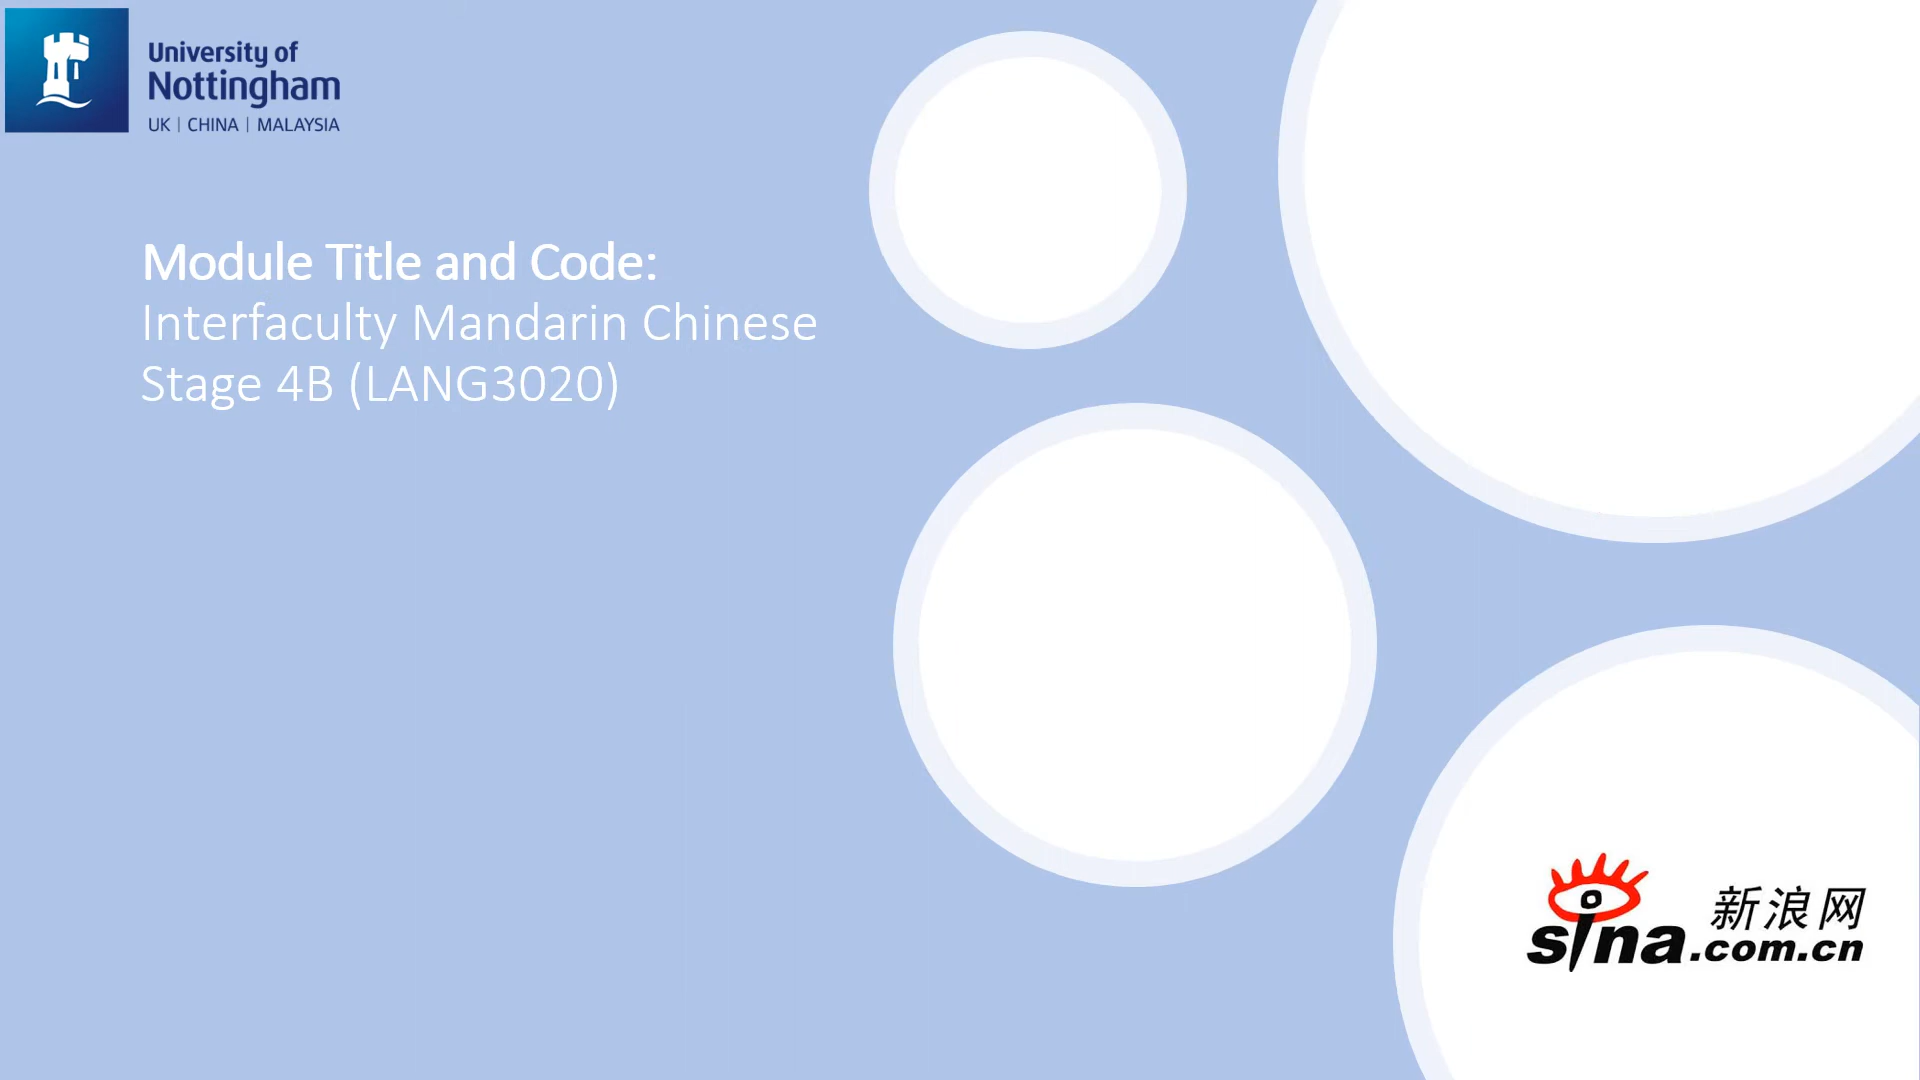 University of
Nottingham
UK | CHINA | MALAYSIA
Module Title and Code:
Interfaculty Mandarin Chinese
Stage 4B (LANG3020)
新浪网
sina.com.cn